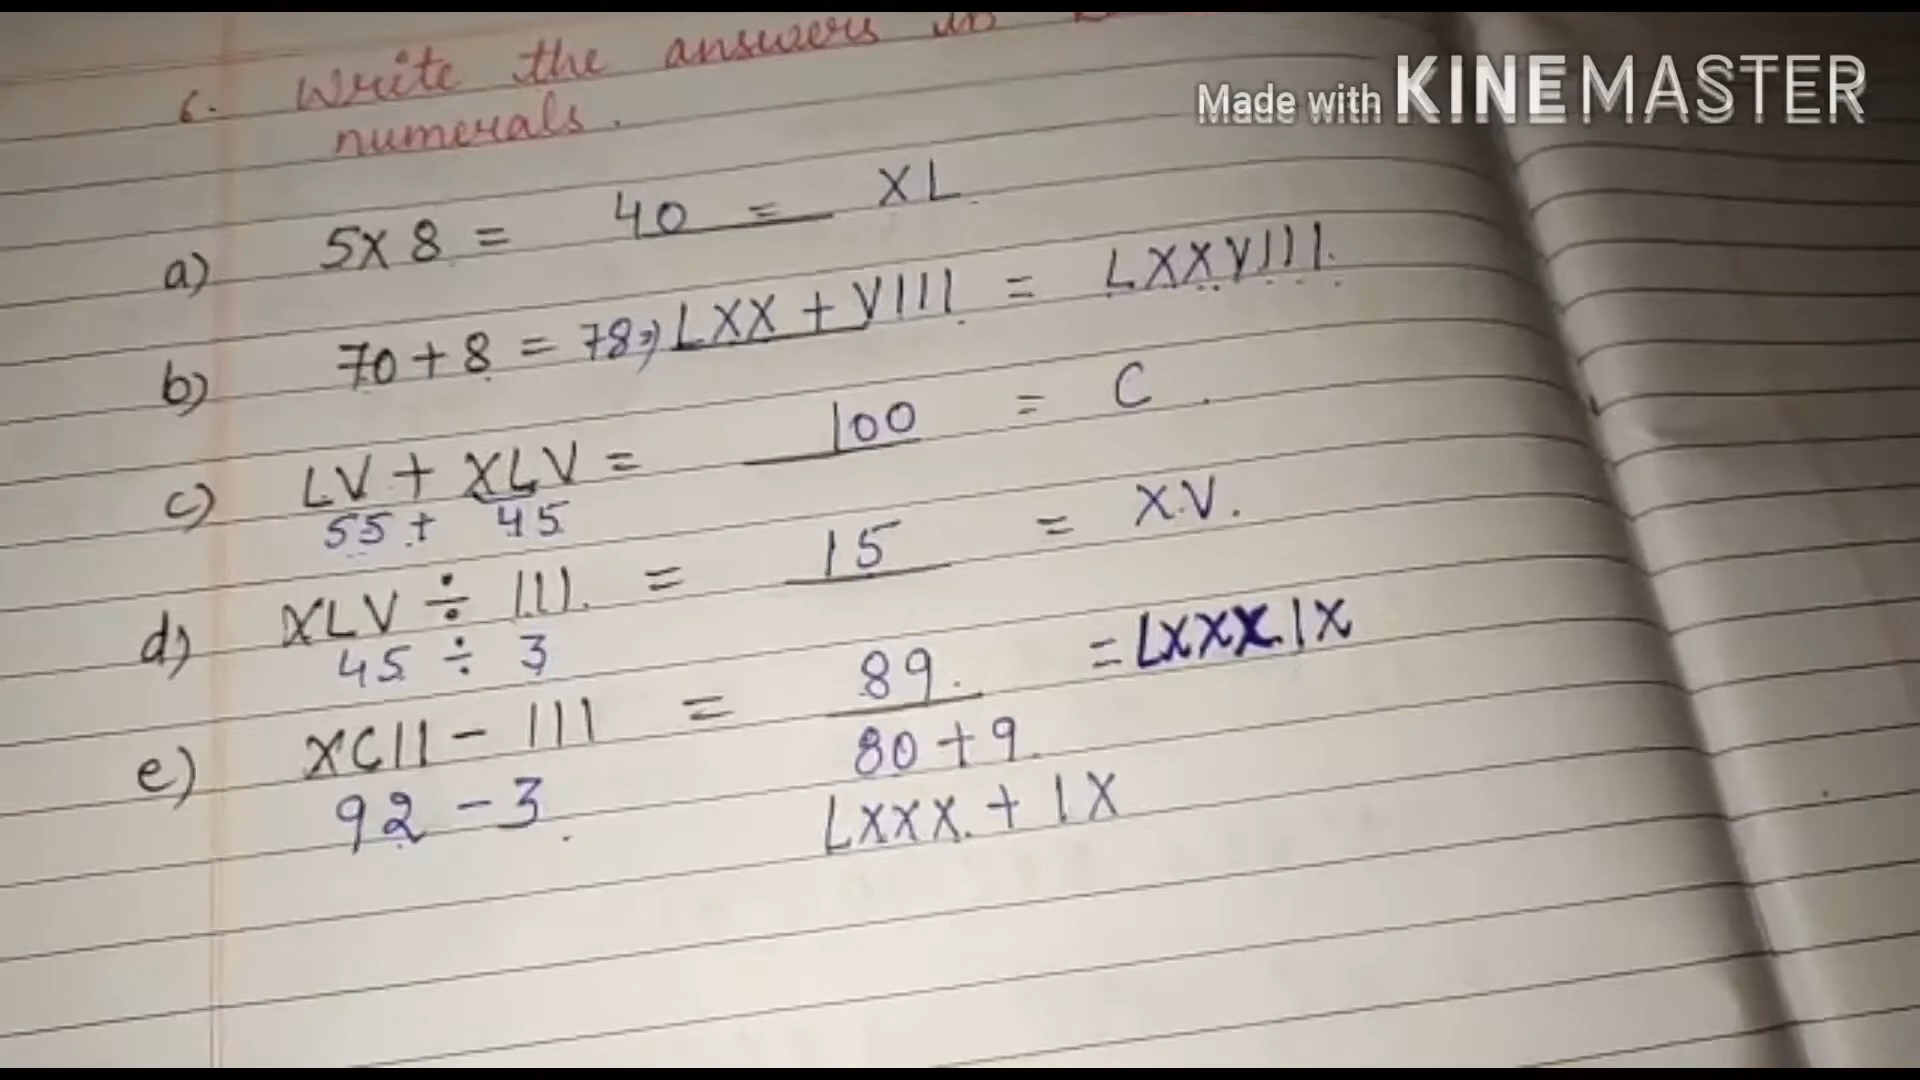 6. Write the answers in
numerals.
Made with KINEMASTER
a) 5x8 = 40 = XL
b) 70+8 = 78 ⇒ LXX + VIII = LXXVIII.
c) LV + XLV = 100 = C.
55 + 45
d) XLV ÷ III = 15 = XV.
45 ÷ 3
e) XCII - III = 89. = LXXXIX
92 - 3. 80+9
LXXX + IX